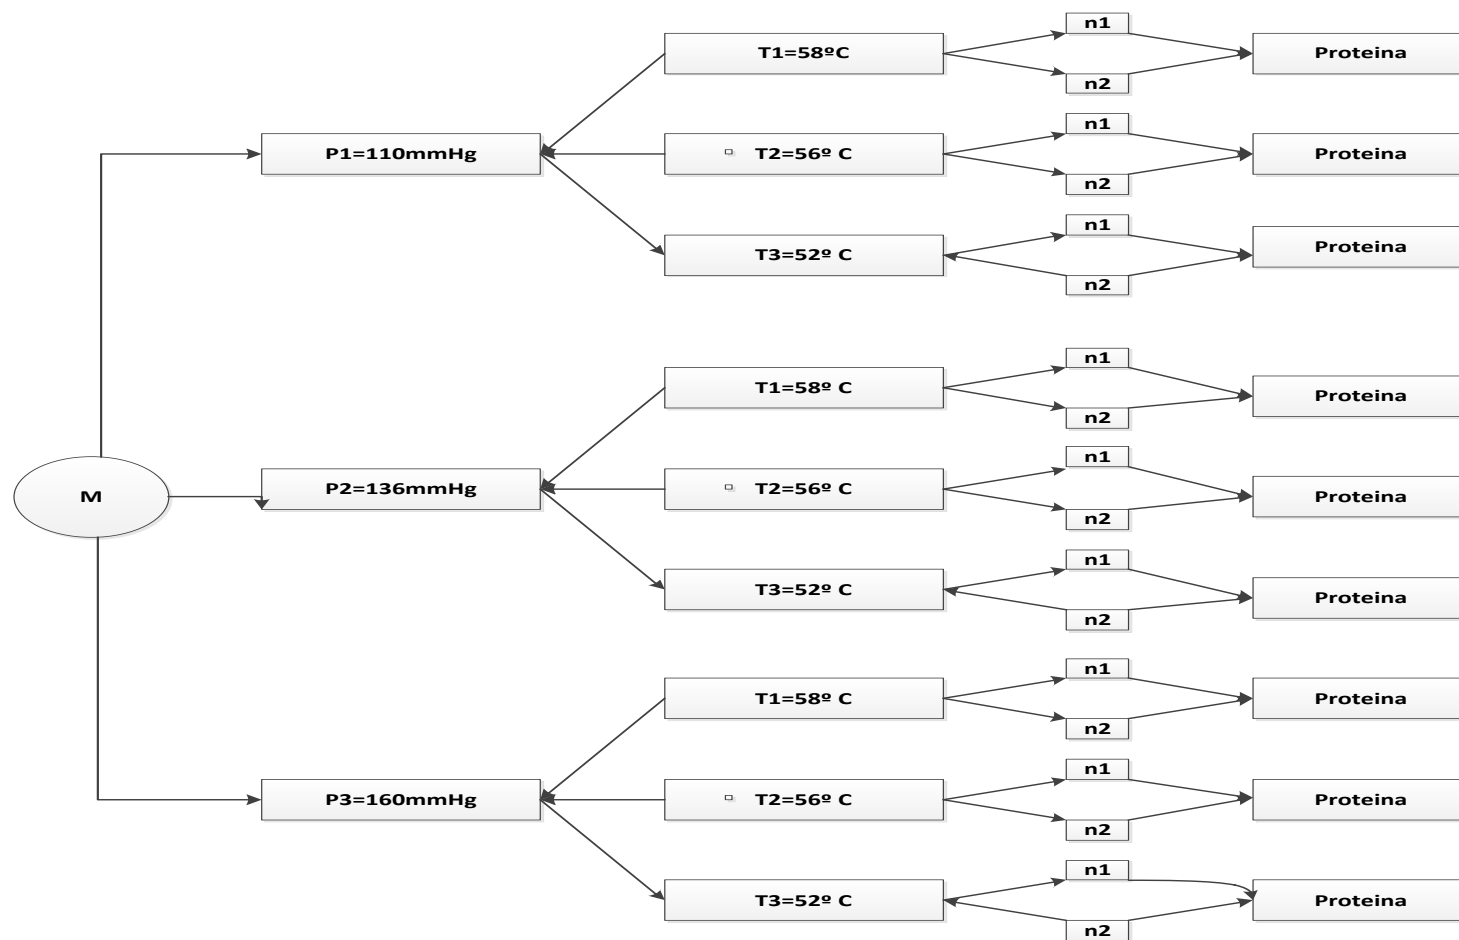 n1
T1=58ºC
Proteina
n2
n1
P1=110mmHg
T2=56º C
Proteina
n2
n1
T3=52º C
Proteina
n2
n1
T1=58º C
Proteina
n2
n1
M
P2=136mmHg
T2=56º C
Proteina
n2
n1
T3=52º C
Proteina
n2
n1
T1=58º C
Proteina
n2
n1
P3=160mmHg
T2=56º C
Proteina
n2
n1
T3=52º C
Proteina
n2